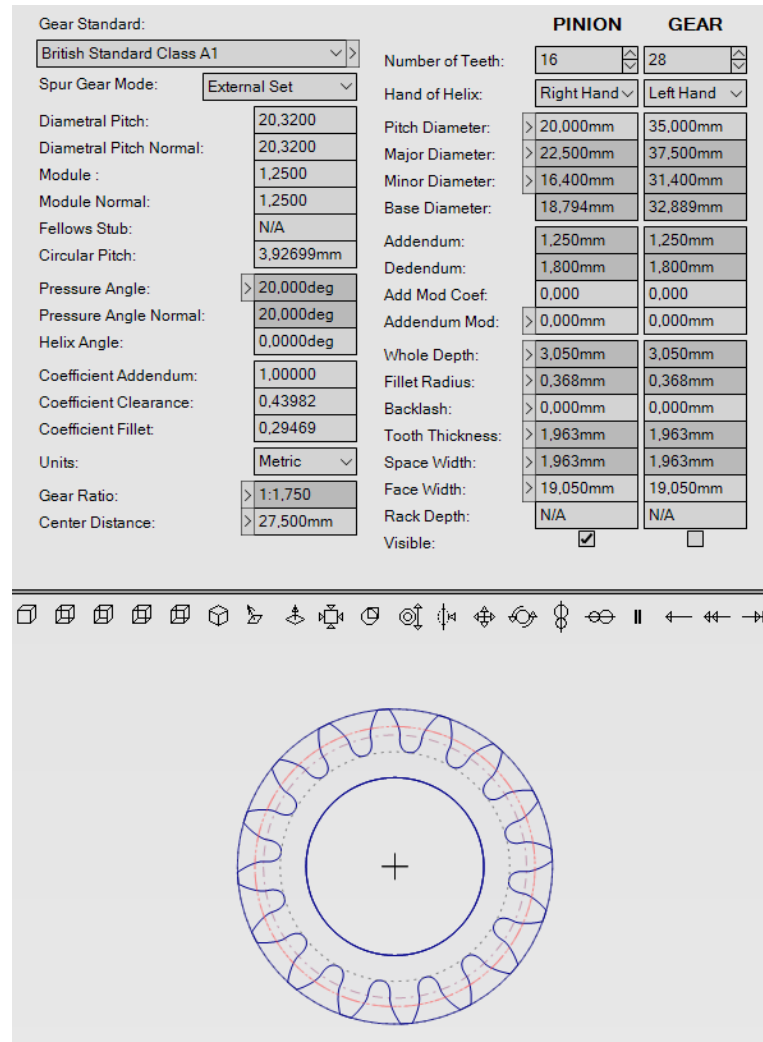 Gear Standard:
British Standard Class A1
Spur Gear Mode: External Set
Diametral Pitch: 20,3200
Diametral Pitch Normal: 20,3200
Module : 1,2500
Module Normal: 1,2500
Fellows Stub: N/A
Circular Pitch: 3,92699mm
Pressure Angle: 20,000deg
Pressure Angle Normal: 20,000deg
Helix Angle: 0,0000deg
Coefficient Addendum: 1,00000
Coefficient Clearance: 0,43982
Coefficient Fillet: 0,29469
Units: Metric
Gear Ratio: 1:1,750
Center Distance: 27,500mm
PINION GEAR
Number of Teeth: 16 28
Hand of Helix: Right Hand Left Hand
Pitch Diameter: 20,000mm 35,000mm
Major Diameter: 22,500mm 37,500mm
Minor Diameter: 16,400mm 31,400mm
Base Diameter: 18,794mm 32,889mm
Addendum: 1,250mm 1,250mm
Dedendum: 1,800mm 1,800mm
Add Mod Coef: 0,000 0,000
Addendum Mod: 0,000mm 0,000mm
Whole Depth: 3,050mm 3,050mm
Fillet Radius: 0,368mm 0,368mm
Backlash: 0,000mm 0,000mm
Tooth Thickness: 1,963mm 1,963mm
Space Width: 1,963mm 1,963mm
Face Width: 19,050mm 19,050mm
Rack Depth: N/A N/A
Visible: